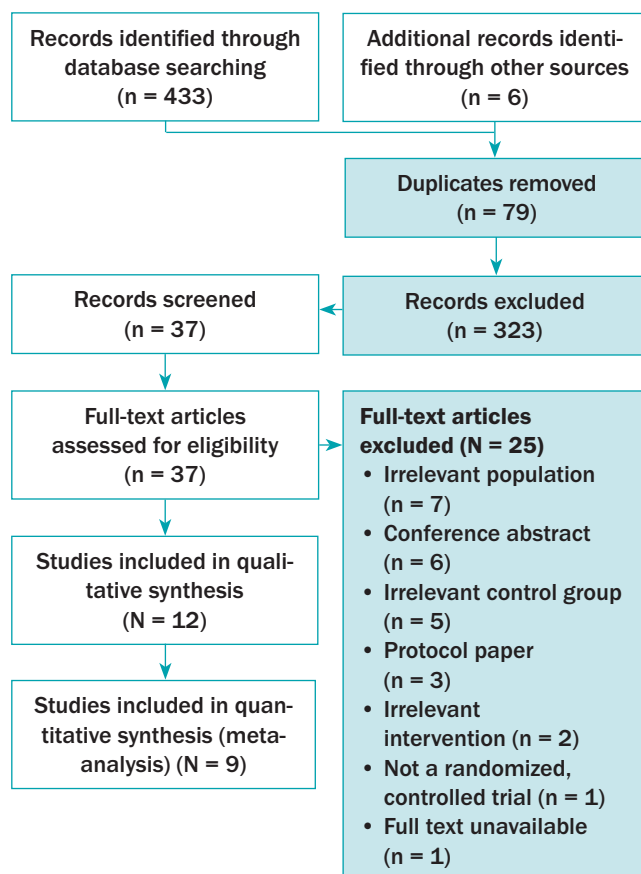 Records identified through
database searching
(n = 433)
Additional records identi-
fied through other sources
(n = 6)
Duplicates removed
(n = 79)
Records excluded
(n = 323)
Records screened
(n = 37)
Full-text articles
assessed for eligibility
(n = 37)
Full-text articles
excluded (N = 25)
• Irrelevant population
(n = 7)
• Conference abstract
(n = 6)
• Irrelevant control group
(n = 5)
• Protocol paper
(n = 3)
• Irrelevant
intervention (n = 2)
• Not a randomized,
controlled trial (n = 1)
• Full text unavailable
(n = 1)
Studies included in quali-
tative synthesis
(N = 12)
Studies included in quan-
titative synthesis (meta-
analysis) (N = 9)